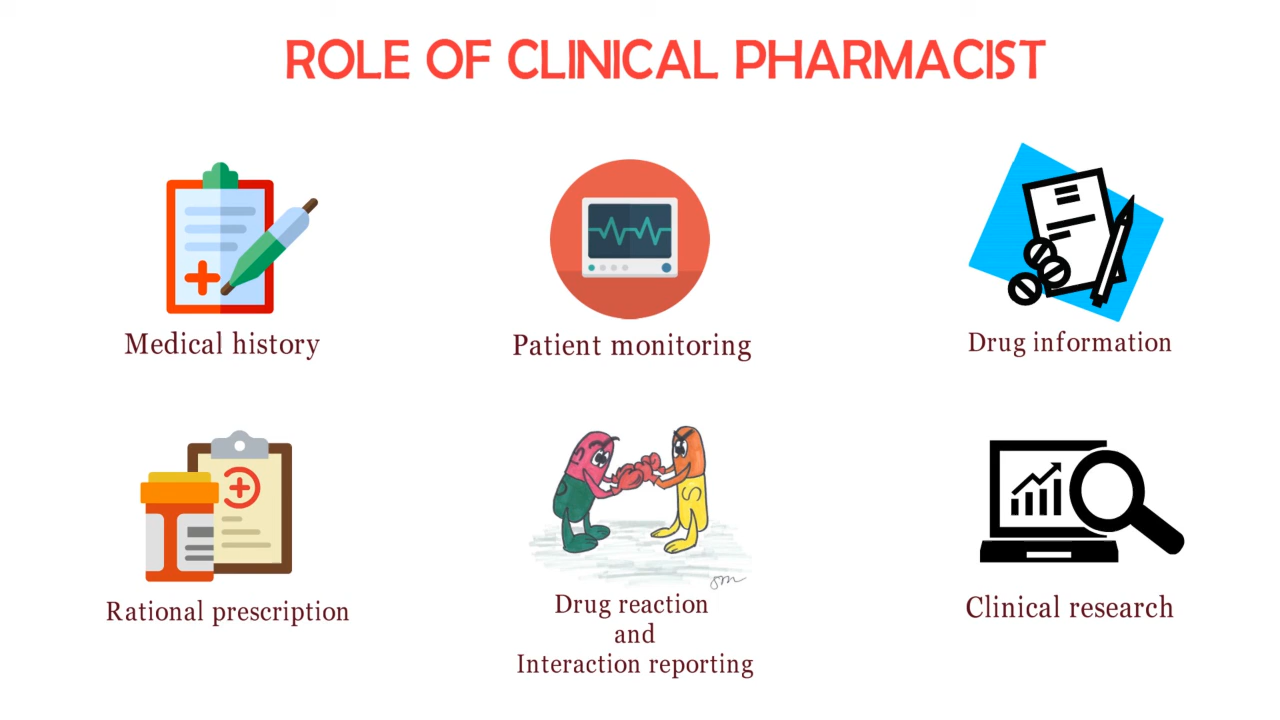 ROLE OF CLINICAL PHARMACIST
Medical history
Patient monitoring
Drug information
Rational prescription
Drug reaction
and
Interaction reporting
Clinical research